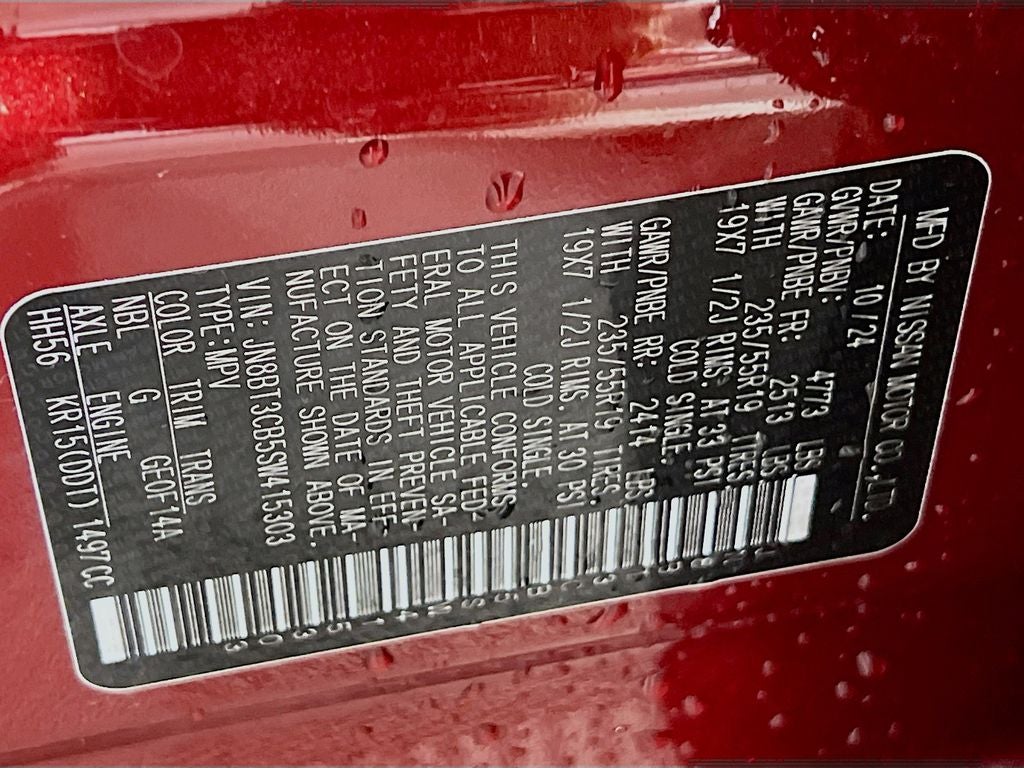 MFD BY NISSAN MOTOR CO.,LTD.
DATE: 10/24
GVWR/PNBV: 4773 LBS
GAWR/PNBE FR: 2513 LBS
WITH 235/55R19 TIRES
19X7 1/2J RIMS. AT 33 PSI
COLD SINGLE.
GAWR/PNBE RR: 2414 LBS
WITH 235/55R19 TIRES.
19X7 1/2J RIMS. AT 30 PSI
COLD SINGLE.
THIS VEHICLE CONFORMS
TO ALL APPLICABLE FED-
ERAL MOTOR VEHICLE SA-
FETY AND THEFT PREVEN-
TION STANDARDS IN EFF-
ECT ON THE DATE OF MA-
NUFACTURE SHOWN ABOVE.
VIN: JN8BT3CB5SW415303
TYPE: MPV
COLOR TRIM TRANS
NBL G GE0F14A
AXLE ENGINE
HH56 KR15(DDT) 1497CC
JN8BT3CB5SW415303